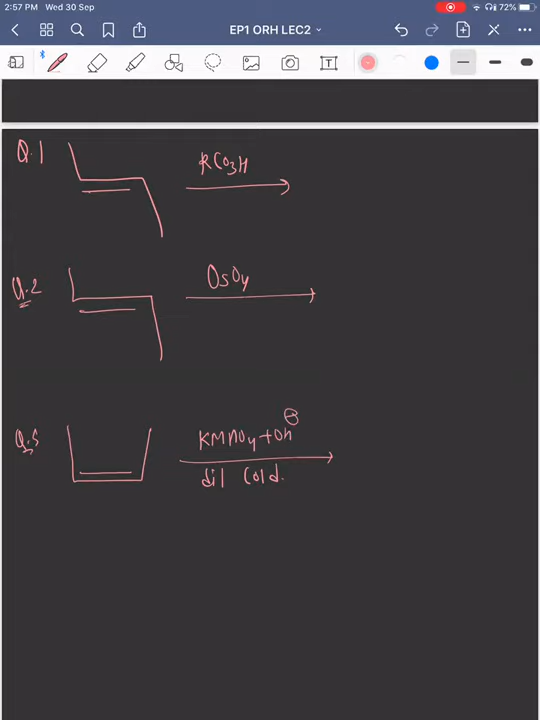 2:57 PM Wed 30 Sep
72%
EP1 ORH LEC2
T
Q.1
RCO3H
Q.2
OsO4
Q.3
KMNO4+OH⊖
dil Cold.